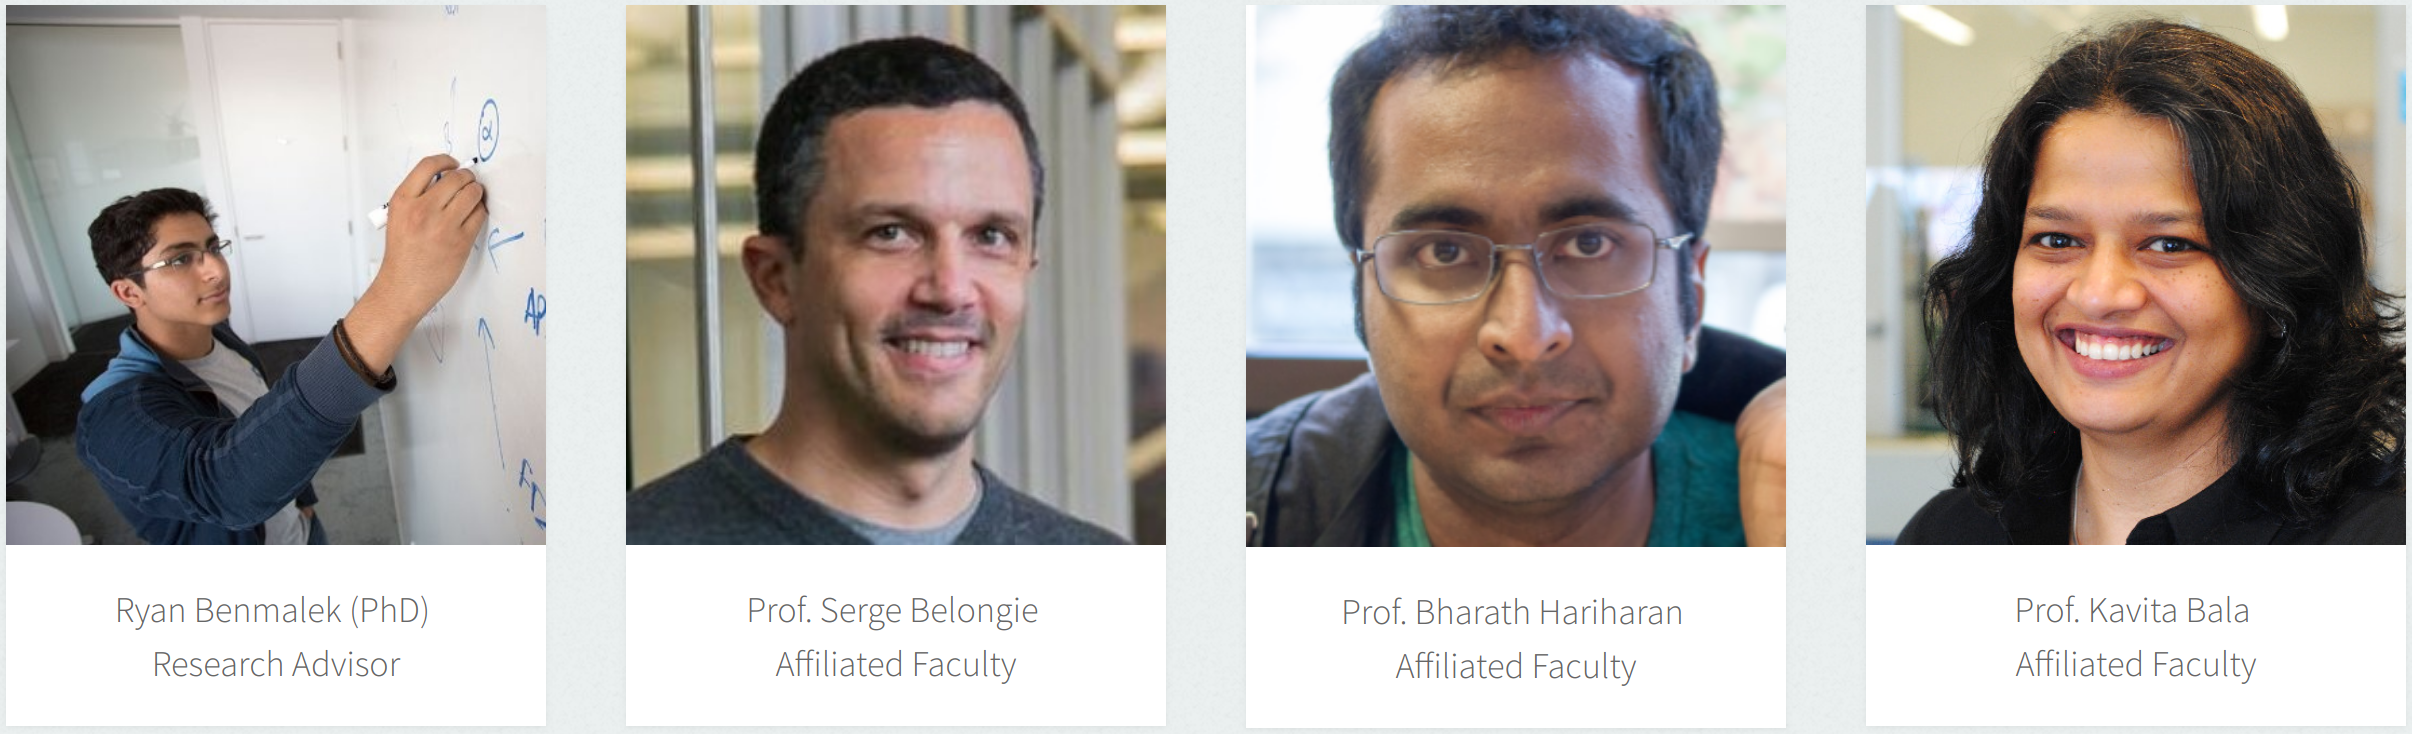 α
AP
Ryan Benmalek (PhD)
Research Advisor
Prof. Serge Belongie
Affiliated Faculty
Prof. Bharath Hariharan
Affiliated Faculty
Prof. Kavita Bala
Affiliated Faculty